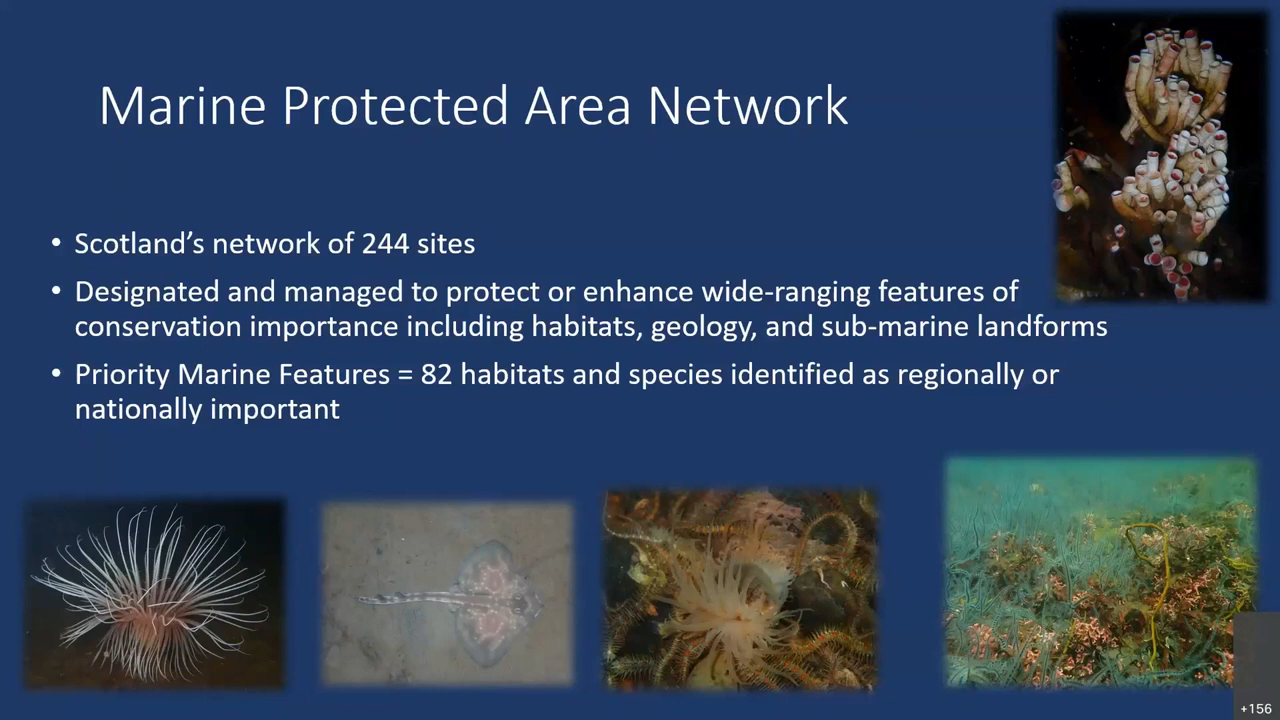 Marine Protected Area Network
• Scotland’s network of 244 sites
• Designated and managed to protect or enhance wide-ranging features of
conservation importance including habitats, geology, and sub-marine landforms
• Priority Marine Features = 82 habitats and species identified as regionally or
nationally important
+156